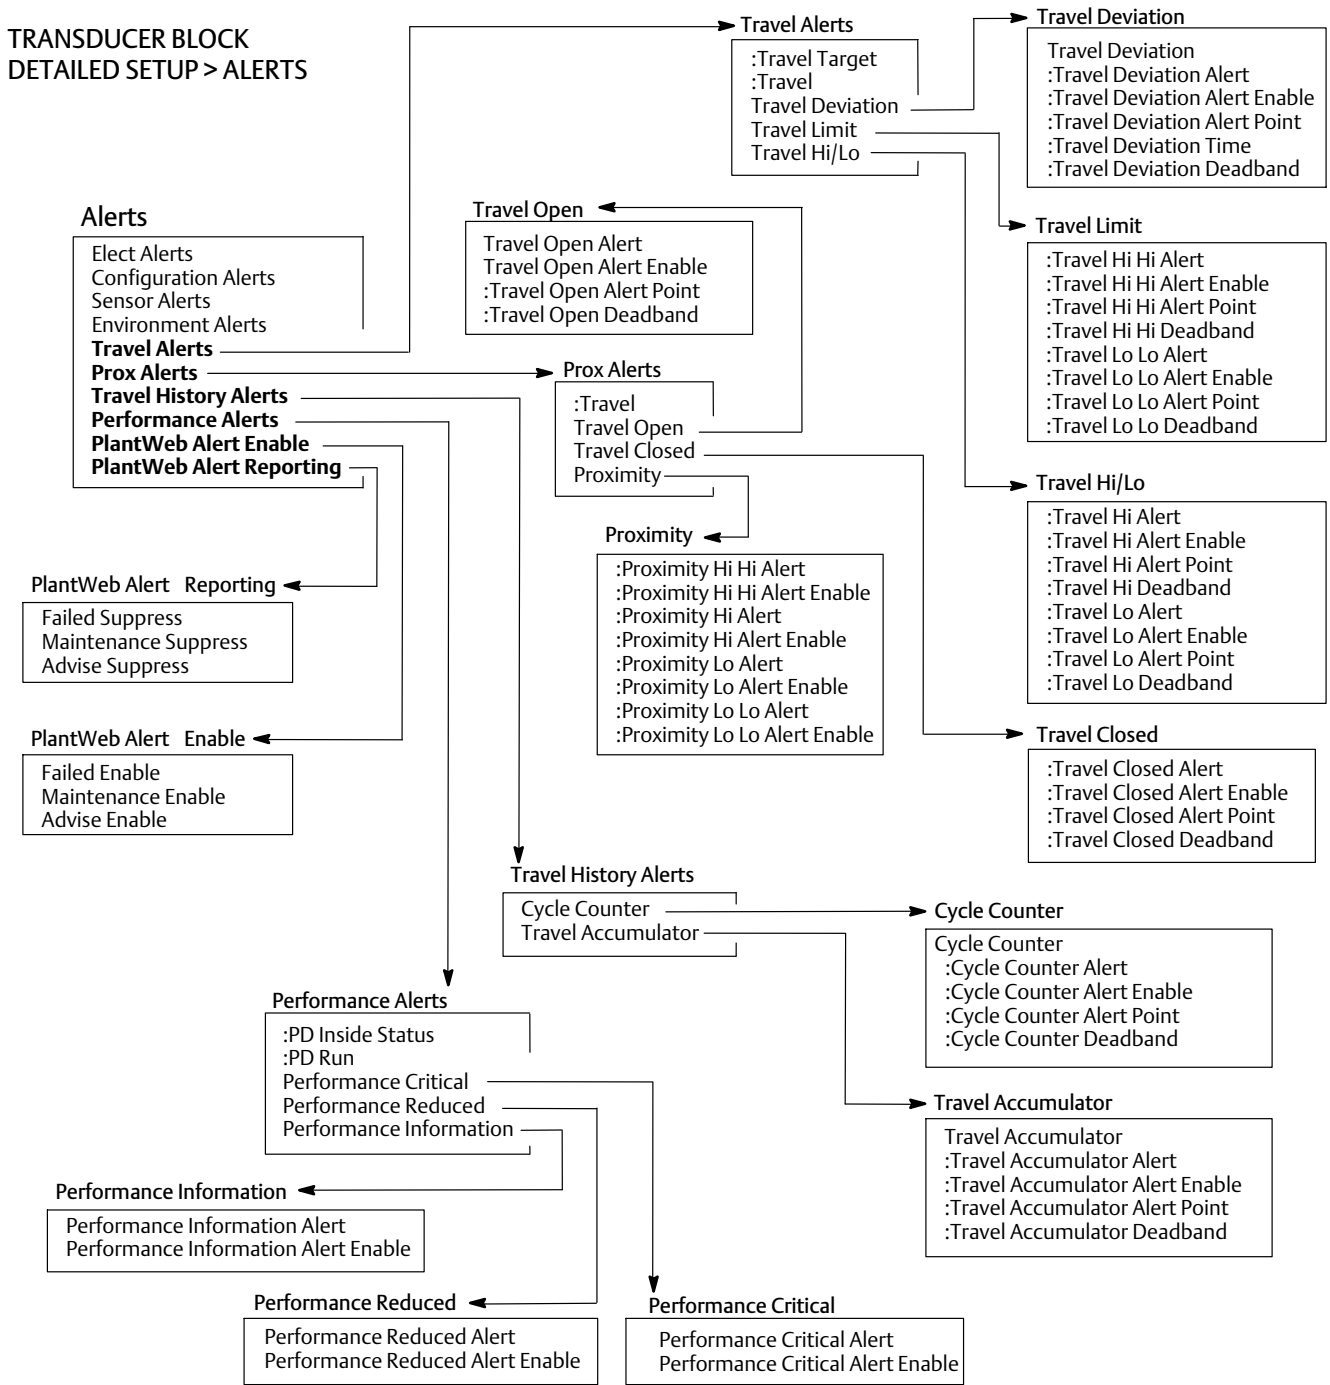 TRANSDUCER BLOCK
DETAILED SETUP > ALERTS
Alerts
Elect Alerts
Configuration Alerts
Sensor Alerts
Environment Alerts
Travel Alerts
Prox Alerts
Travel History Alerts
Performance Alerts
PlantWeb Alert Enable
PlantWeb Alert Reporting
Travel Alerts
:Travel Target
:Travel
Travel Deviation
Travel Limit
Travel Hi/Lo
Travel Deviation
Travel Deviation
:Travel Deviation Alert
:Travel Deviation Alert Enable
:Travel Deviation Alert Point
:Travel Deviation Time
:Travel Deviation Deadband
Travel Limit
:Travel Hi Hi Alert
:Travel Hi Hi Alert Enable
:Travel Hi Hi Alert Point
:Travel Hi Hi Deadband
:Travel Lo Lo Alert
:Travel Lo Lo Alert Enable
:Travel Lo Lo Alert Point
:Travel Lo Lo Deadband
Travel Hi/Lo
:Travel Hi Alert
:Travel Hi Alert Enable
:Travel Hi Alert Point
:Travel Hi Deadband
:Travel Lo Alert
:Travel Lo Alert Enable
:Travel Lo Alert Point
:Travel Lo Deadband
Travel Open
Travel Open Alert
Travel Open Alert Enable
:Travel Open Alert Point
:Travel Open Deadband
Prox Alerts
:Travel
Travel Open
Travel Closed
Proximity
Proximity
:Proximity Hi Hi Alert
:Proximity Hi Hi Alert Enable
:Proximity Hi Alert
:Proximity Hi Alert Enable
:Proximity Lo Alert
:Proximity Lo Alert Enable
:Proximity Lo Lo Alert
:Proximity Lo Lo Alert Enable
Travel Closed
:Travel Closed Alert
:Travel Closed Alert Enable
:Travel Closed Alert Point
:Travel Closed Deadband
PlantWeb Alert Reporting
Failed Suppress
Maintenance Suppress
Advise Suppress
PlantWeb Alert Enable
Failed Enable
Maintenance Enable
Advise Enable
Travel History Alerts
Cycle Counter
Travel Accumulator
Cycle Counter
Cycle Counter
:Cycle Counter Alert
:Cycle Counter Alert Enable
:Cycle Counter Alert Point
:Cycle Counter Deadband
Travel Accumulator
Travel Accumulator
:Travel Accumulator Alert
:Travel Accumulator Alert Enable
:Travel Accumulator Alert Point
:Travel Accumulator Deadband
Performance Alerts
:PD Inside Status
:PD Run
Performance Critical
Performance Reduced
Performance Information
Performance Information
Performance Information Alert
Performance Information Alert Enable
Performance Reduced
Performance Reduced Alert
Performance Reduced Alert Enable
Performance Critical
Performance Critical Alert
Performance Critical Alert Enable